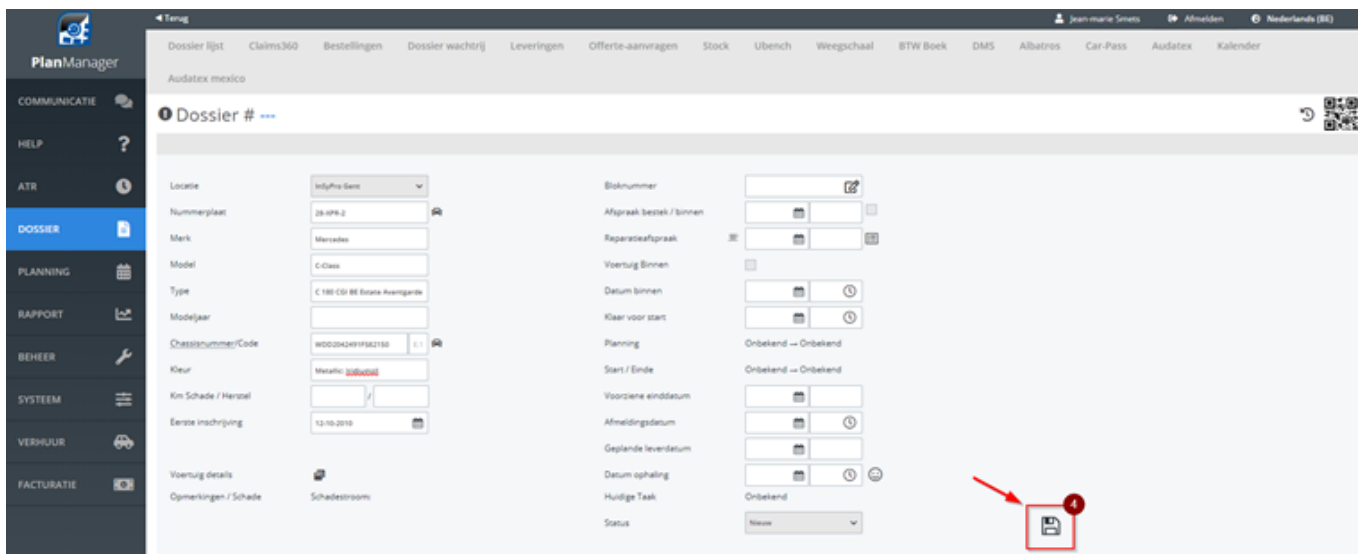 Terug
Jean-marie Smets Afmelden Nederlands (BE)
PlanManager
Dossier lijst Claims360 Bestellingen Dossier wachtrij Leveringen Offerte-aanvragen Stock Ubench Weegschaal BTW Boek DMS Albatros Car-Pass Audatex Kalender
Audatex mexico
COMMUNICATIE
HELP
ATR
DOSSIER
PLANNING
RAPPORT
BEHEER
SYSTEEM
VERHUUR
FACTURATIE
Dossier # ---
Locatie InSyPro Gent
Nummerplaat
Merk Mercedes
Model C-Class
Type C 180 CGI BE Estate Avantgarde
Modeljaar
Chassisnummer/Code
Kleur Metallic
Km Schade / Herstel /
Eerste inschrijving 12-10-2010
Voertuig details
Opmerkingen / Schade Schadestroom:
Bloknummer
Afspraak bestek / binnen
Reparatieafspraak
Voertuig Binnen
Datum binnen
Klaar voor start
Planning Onbekend → Onbekend
Start / Einde Onbekend → Onbekend
Voorziene einddatum
Afmeldingsdatum
Geplande leverdatum
Datum ophaling
Huidige Taak Onbekend
Status Nieuw
4